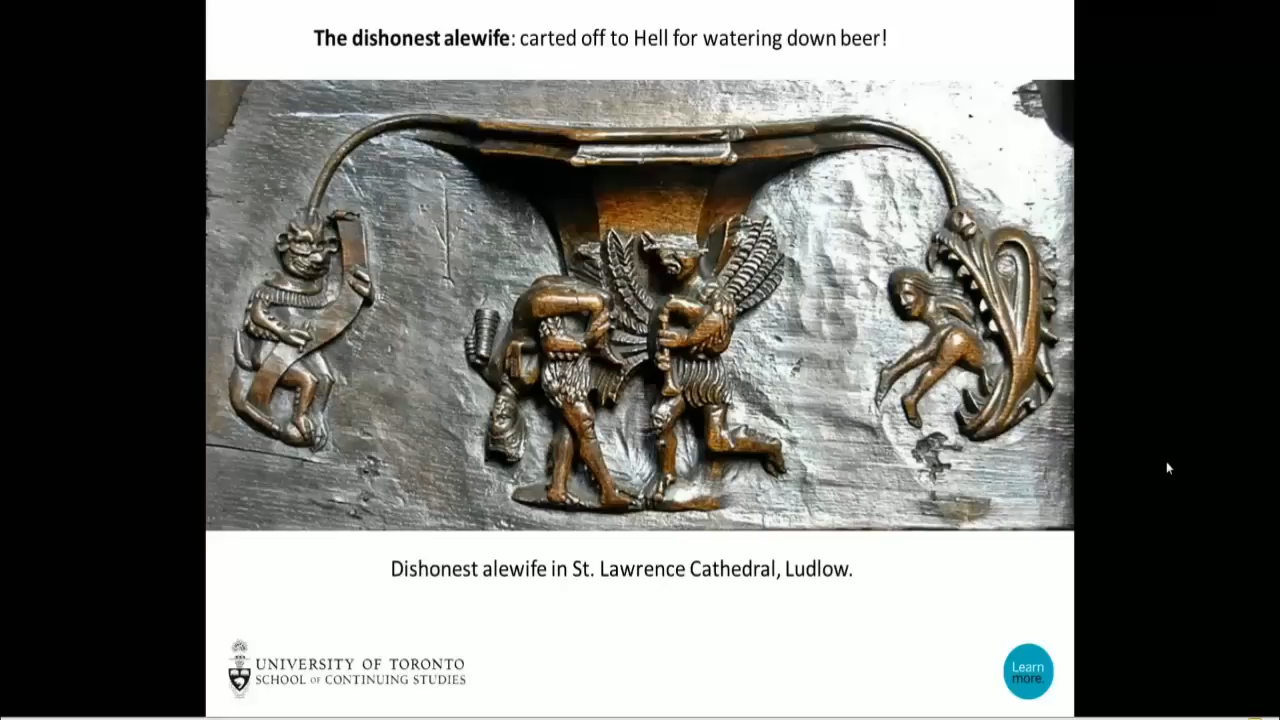 The dishonest alewife: carted off to Hell for watering down beer!
Dishonest alewife in St. Lawrence Cathedral, Ludlow.
UNIVERSITY OF TORONTO
SCHOOL OF CONTINUING STUDIES
Learn
more.